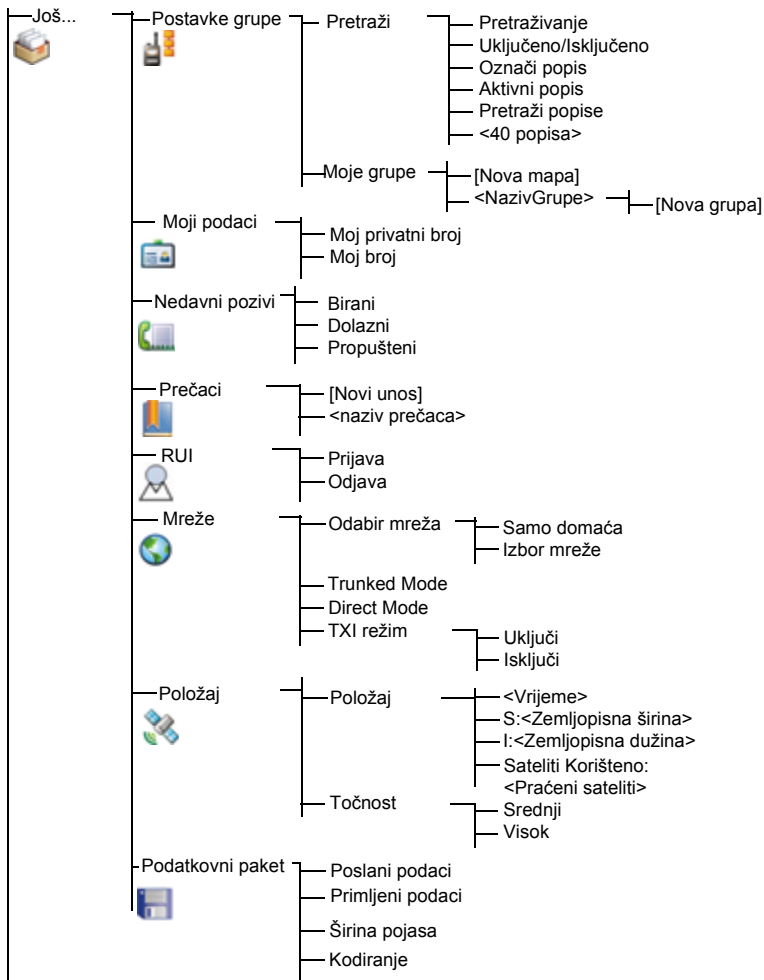 Još...
Postavke grupe
Pretraži
Pretraživanje
Uključeno/Isključeno
Označi popis
Aktivni popis
Pretraži popise
<40 popisa>
Moje grupe
[Nova mapa]
<NazivGrupe>
[Nova grupa]
Moji podaci
Moj privatni broj
Moj broj
Nedavni pozivi
Birani
Dolazni
Propušteni
Prečaci
[Novi unos]
<naziv prečaca>
RUI
Prijava
Odjava
Mreže
Odabir mreža
Samo domaća
Izbor mreže
Trunked Mode
Direct Mode
TXI režim
Uključi
Isključi
Položaj
Položaj
<Vrijeme>
S:<Zemljopisna širina>
I:<Zemljopisna dužina>
Sateliti Korišteno:
<Praćeni sateliti>
Točnost
Srednji
Visok
Podatkovni paket
Poslani podaci
Primljeni podaci
Širina pojasa
Kodiranje